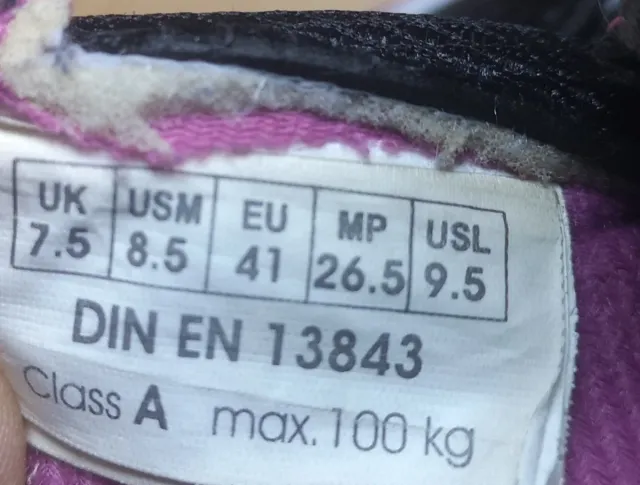 UK USM EU MP USL
7.5 8.5 41 26.5 9.5
DIN EN 13843
Class A max. 100 kg